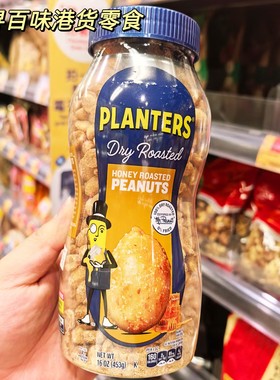 百味港货零食
PLANTERS
Dry Roasted
HONEY ROASTED
PEANUTS
NET WT
16 OZ (453g)